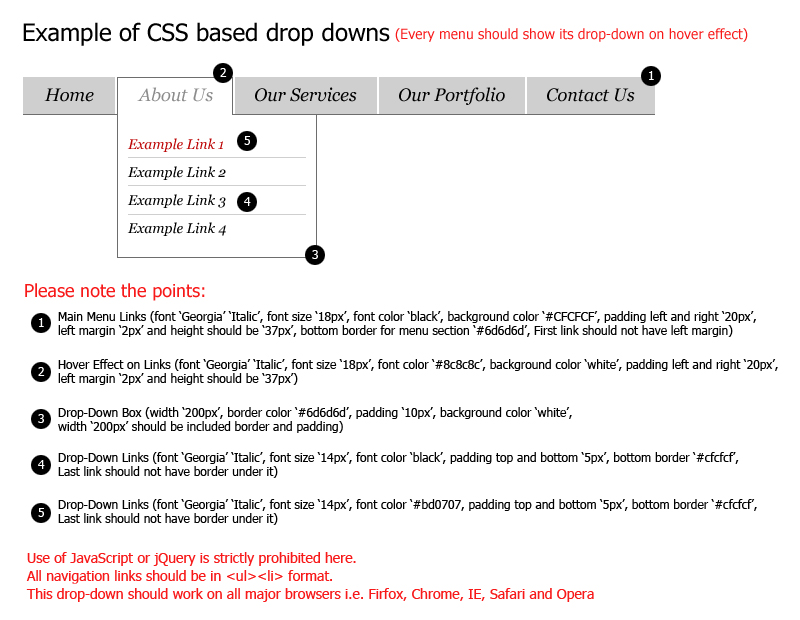 Example of CSS based drop downs (Every menu should show its drop-down on hover effect)
2
1
Home About Us Our Services Our Portfolio Contact Us
Example Link 1 5
Example Link 2
Example Link 3 4
Example Link 4
3
Please note the points:
1 Main Menu Links (font ‘Georgia’ ‘Italic’, font size ‘18px’, font color ‘black’, background color ‘#CFCFCF’, padding left and right ‘20px’,
left margin ‘2px’ and height should be ‘37px’, bottom border for menu section ‘#6d6d6d’, First link should not have left margin)
2 Hover Effect on Links (font ‘Georgia’ ‘Italic’, font size ‘18px’, font color ‘#8c8c8c’, background color ‘white’, padding left and right ‘20px’,
left margin ‘2px’ and height should be ‘37px’)
3 Drop-Down Box (width ‘200px’, border color ‘#6d6d6d’, padding ‘10px’, background color ‘white’,
width ‘200px’ should be included border and padding)
4 Drop-Down Links (font ‘Georgia’ ‘Italic’, font size ‘14px’, font color ‘black’, padding top and bottom ‘5px’, bottom border ‘#cfcfcf’,
Last link should not have border under it)
5 Drop-Down Links (font ‘Georgia’ ‘Italic’, font size ‘14px’, font color ‘#bd0707, padding top and bottom ‘5px’, bottom border ‘#cfcfcf’,
Last link should not have border under it)
Use of JavaScript or jQuery is strictly prohibited here.
All navigation links should be in <ul><li> format.
This drop-down should work on all major browsers i.e. Firfox, Chrome, IE, Safari and Opera